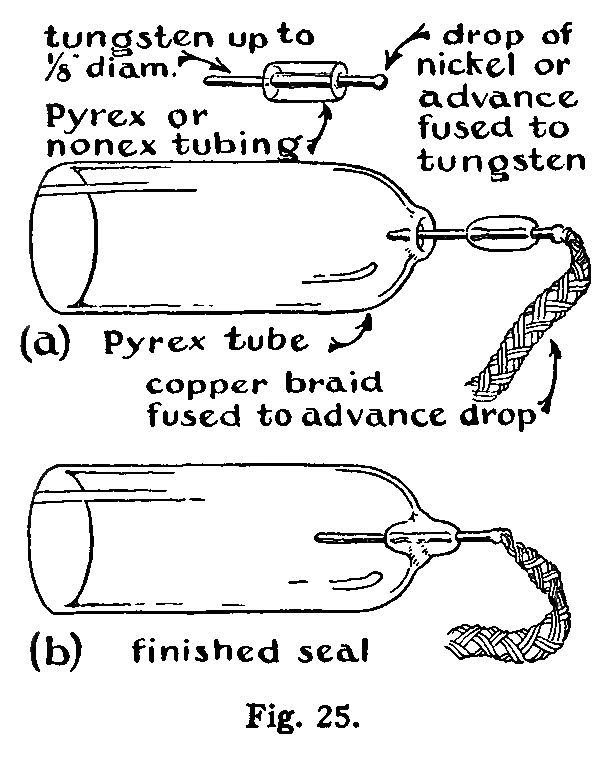 tungsten up to
1/8" diam.
Pyrex or
nonex tubing
drop of
nickel or
advance
fused to
tungsten
(a) Pyrex tube
copper braid
fused to advance drop
(b) finished seal
Fig. 25.